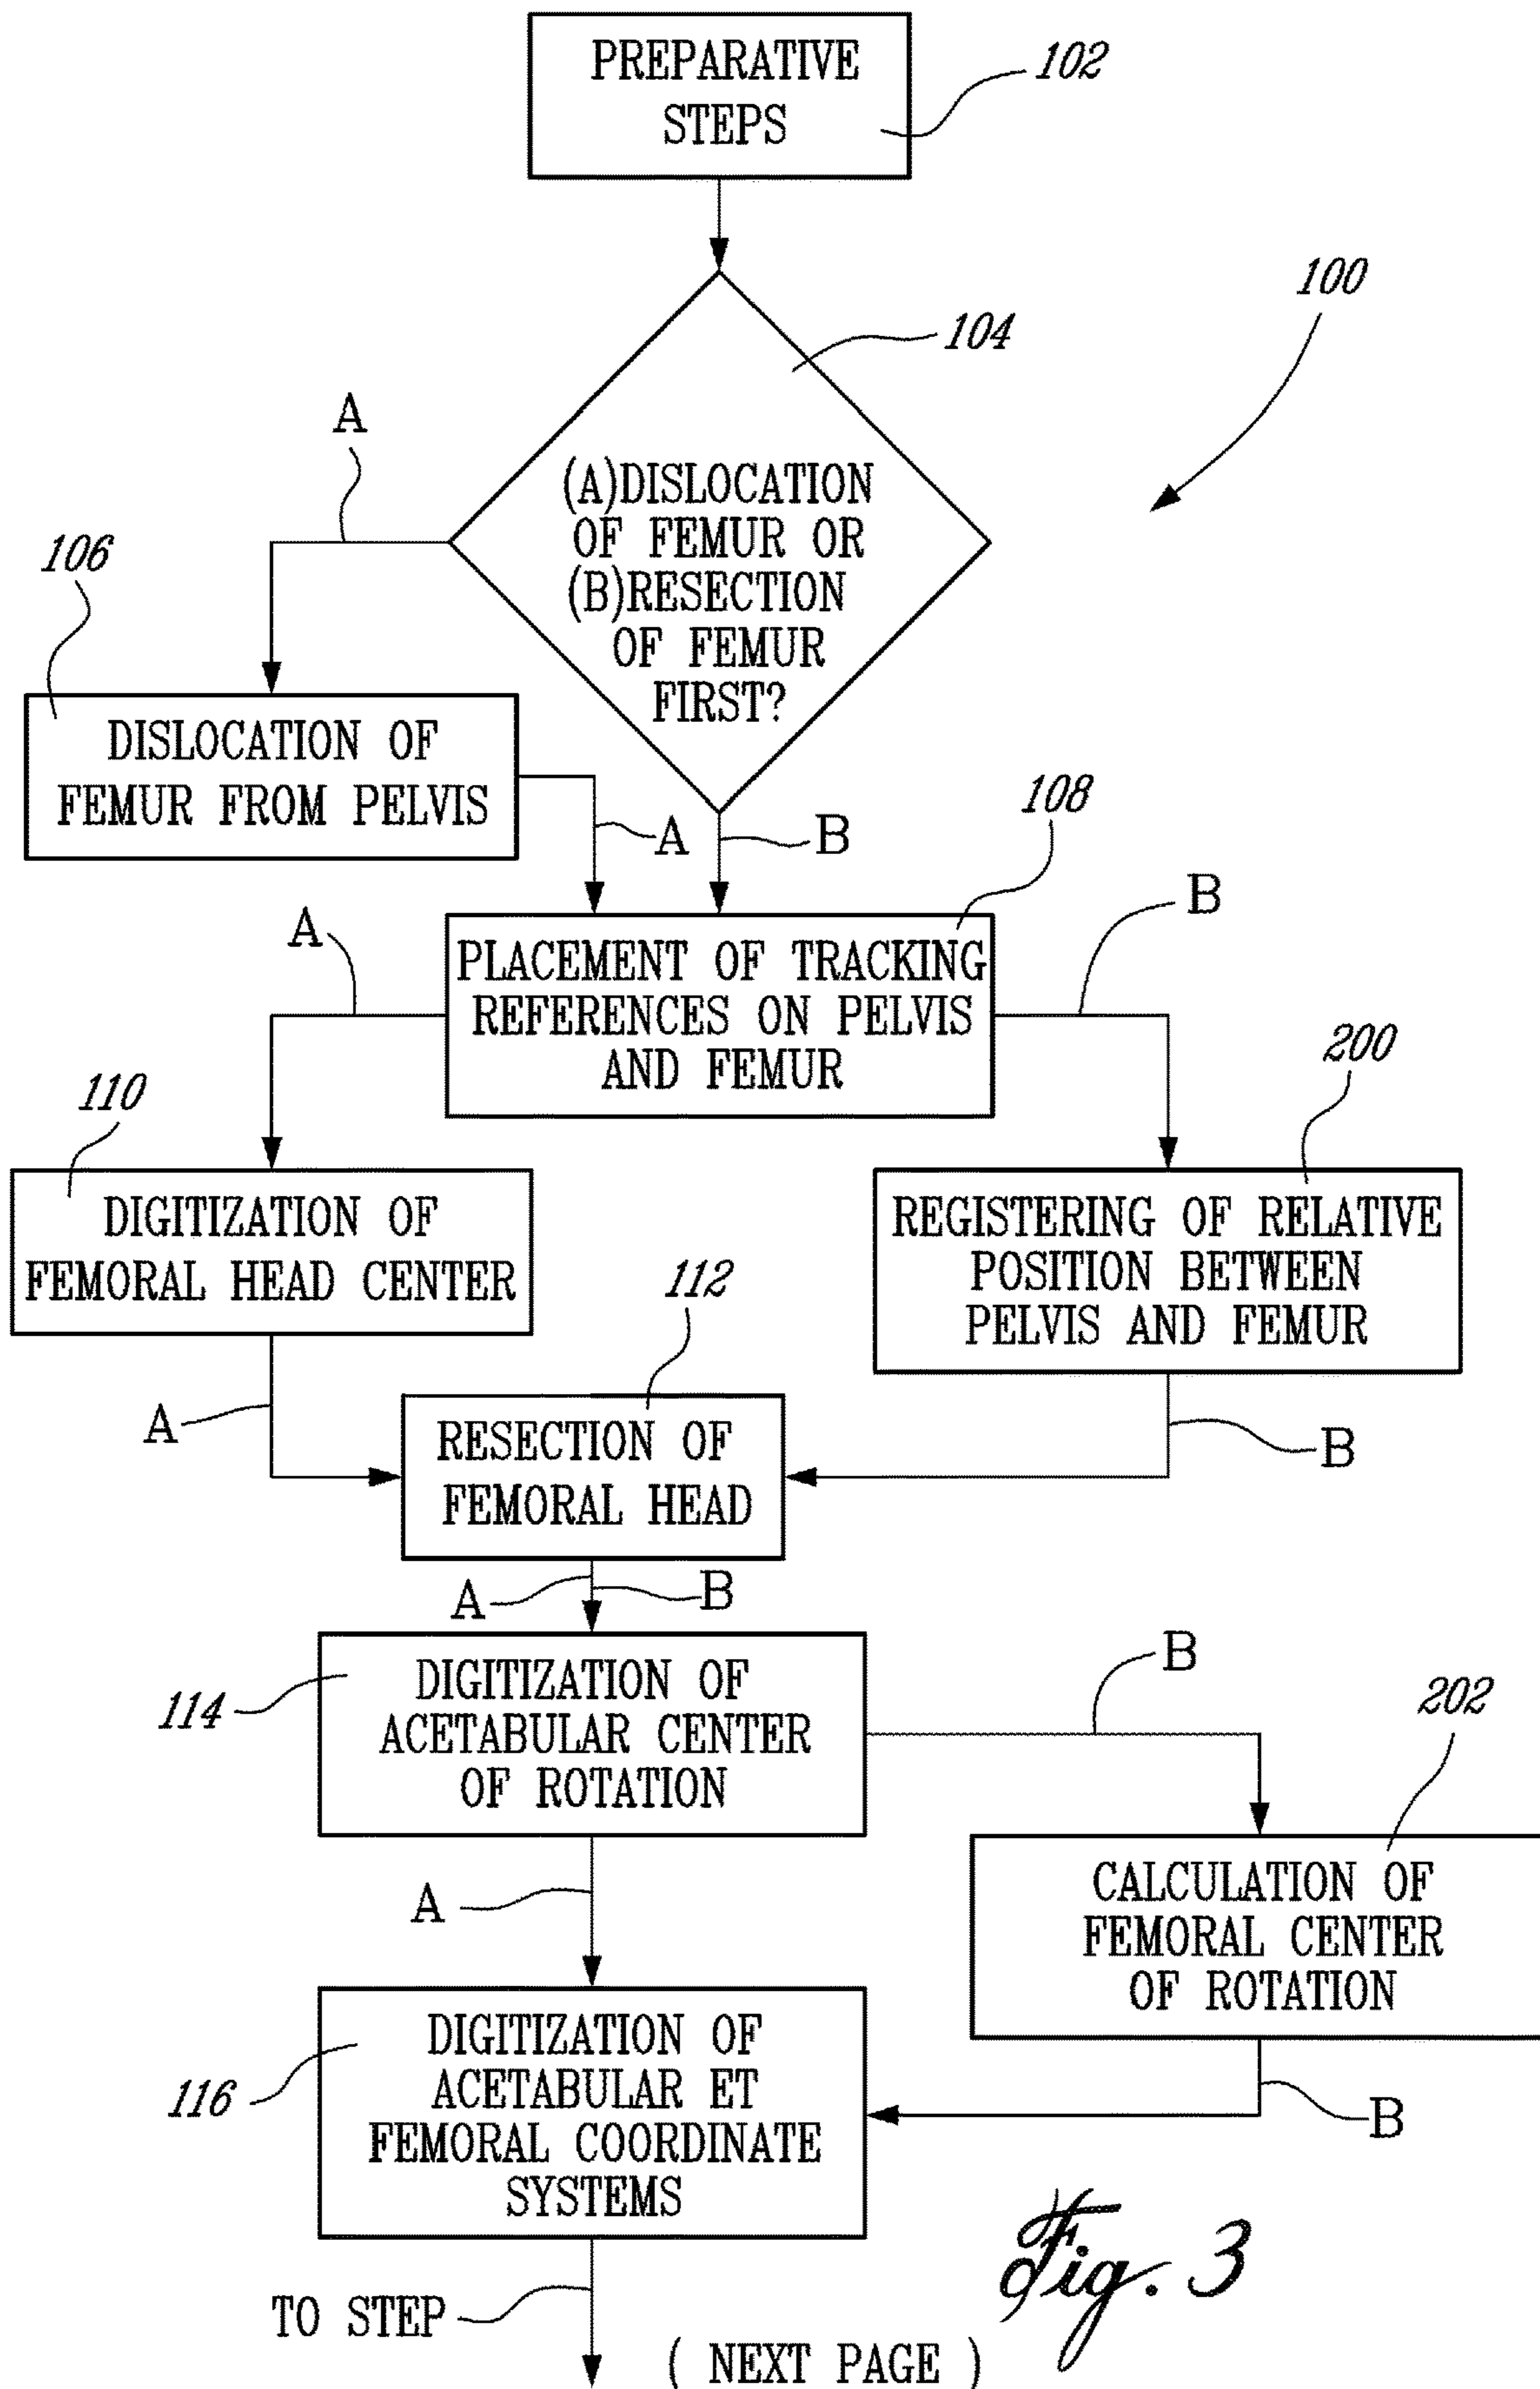 PREPARATIVE
STEPS
102
100
104
A
(A)DISLOCATION
OF FEMUR OR
(B)RESECTION
OF FEMUR
FIRST?
106
DISLOCATION OF
FEMUR FROM PELVIS
A
B
108
A
B
PLACEMENT OF TRACKING
REFERENCES ON PELVIS
AND FEMUR
200
110
DIGITIZATION OF
FEMORAL HEAD CENTER
REGISTERING OF RELATIVE
POSITION BETWEEN
PELVIS AND FEMUR
112
A
B
RESECTION OF
FEMORAL HEAD
A
B
DIGITIZATION OF
ACETABULAR CENTER
OF ROTATION
114
B
202
A
CALCULATION OF
FEMORAL CENTER
OF ROTATION
DIGITIZATION OF
ACETABULAR ET
FEMORAL COORDINATE
SYSTEMS
116
B
Fig. 3
TO STEP
( NEXT PAGE )